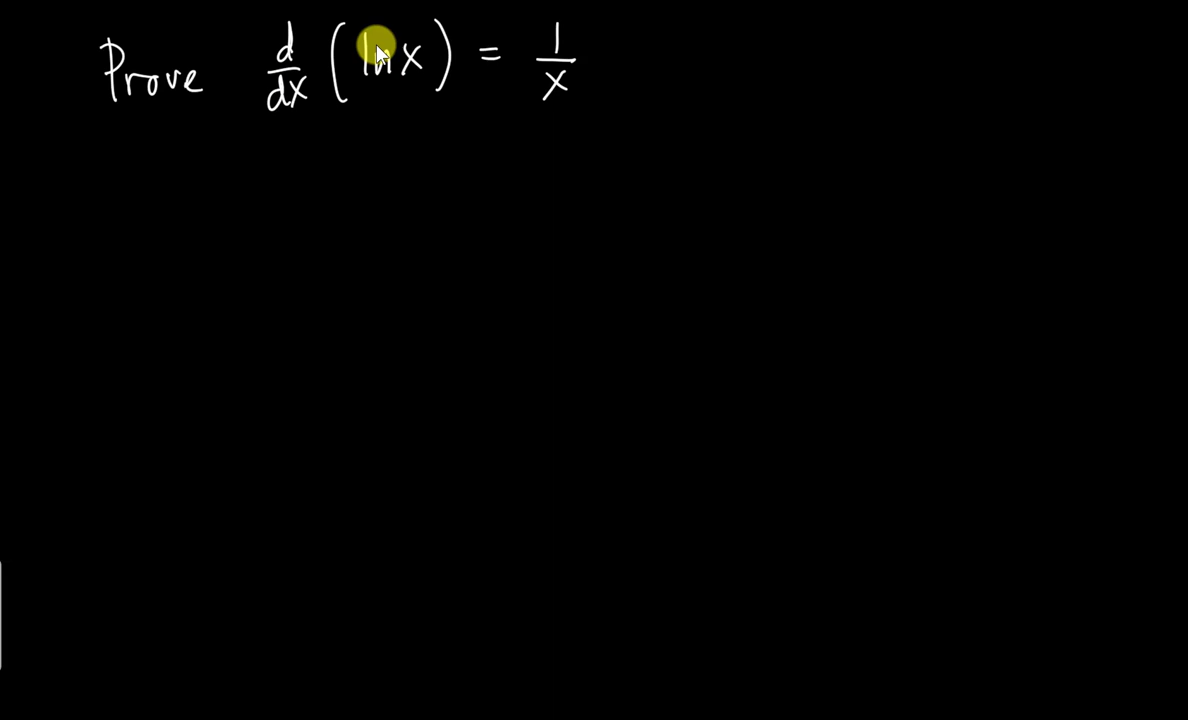 Prove d/dx (ln x) = 1/x